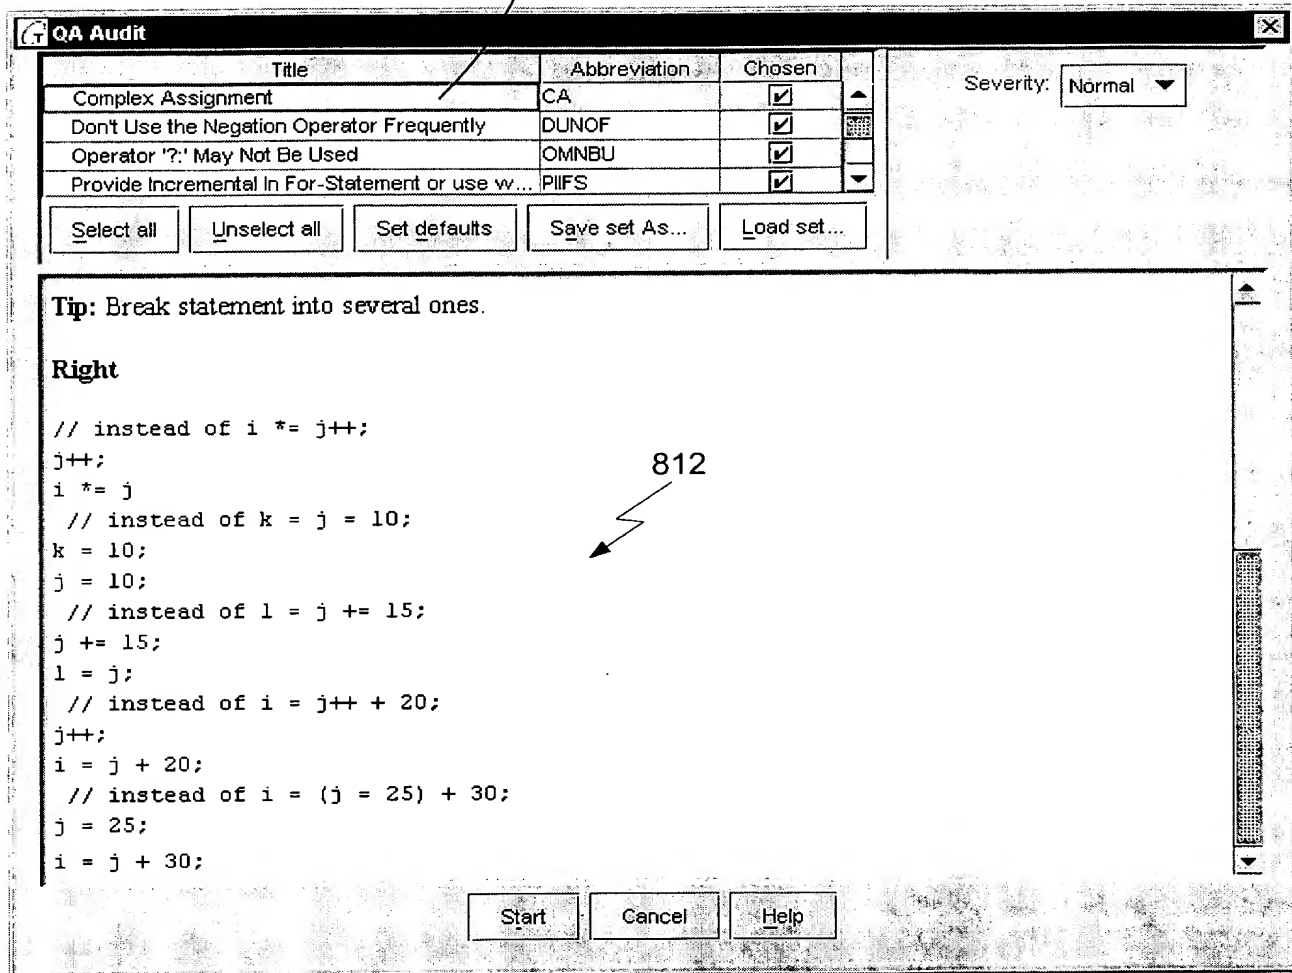 QA Audit
Title Abbreviation Chosen
Complex Assignment CA
Don't Use the Negation Operator Frequently DUNOF
Operator '?:' May Not Be Used OMNBU
Provide Incremental In For-Statement or use w... PIIFS
Severity: Normal
Select all Unselect all Set defaults Save set As... Load set...
Tip: Break statement into several ones.
Right
// instead of i *= j++;
j++;
i *= j
812
// instead of k = j = 10;
k = 10;
j = 10;
// instead of l = j += 15;
j += 15;
l = j;
// instead of i = j++ + 20;
j++;
i = j + 20;
// instead of i = (j = 25) + 30;
j = 25;
i = j + 30;
Start Cancel Help